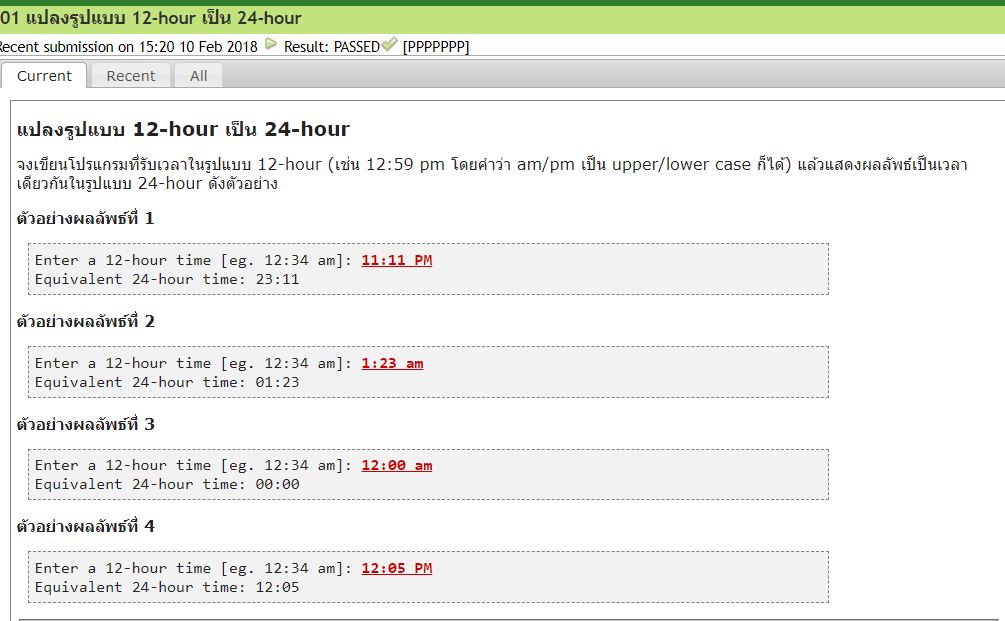 01 แปลงรูปแบบ 12-hour เป็น 24-hour
Recent submission on 15:20 10 Feb 2018 Result: PASSED [PPPPPPP]
Current Recent All
แปลงรูปแบบ 12-hour เป็น 24-hour
จงเขียนโปรแกรมที่รับเวลาในรูปแบบ 12-hour (เช่น 12:59 pm โดยคำว่า am/pm เป็น upper/lower case ก็ได้) แล้วแสดงผลลัพธ์เป็นเวลา
เดียวกันในรูปแบบ 24-hour ดังตัวอย่าง
ตัวอย่างผลลัพธ์ที่ 1
Enter a 12-hour time [eg. 12:34 am]: 11:11 PM
Equivalent 24-hour time: 23:11
ตัวอย่างผลลัพธ์ที่ 2
Enter a 12-hour time [eg. 12:34 am]: 1:23 am
Equivalent 24-hour time: 01:23
ตัวอย่างผลลัพธ์ที่ 3
Enter a 12-hour time [eg. 12:34 am]: 12:00 am
Equivalent 24-hour time: 00:00
ตัวอย่างผลลัพธ์ที่ 4
Enter a 12-hour time [eg. 12:34 am]: 12:05 PM
Equivalent 24-hour time: 12:05